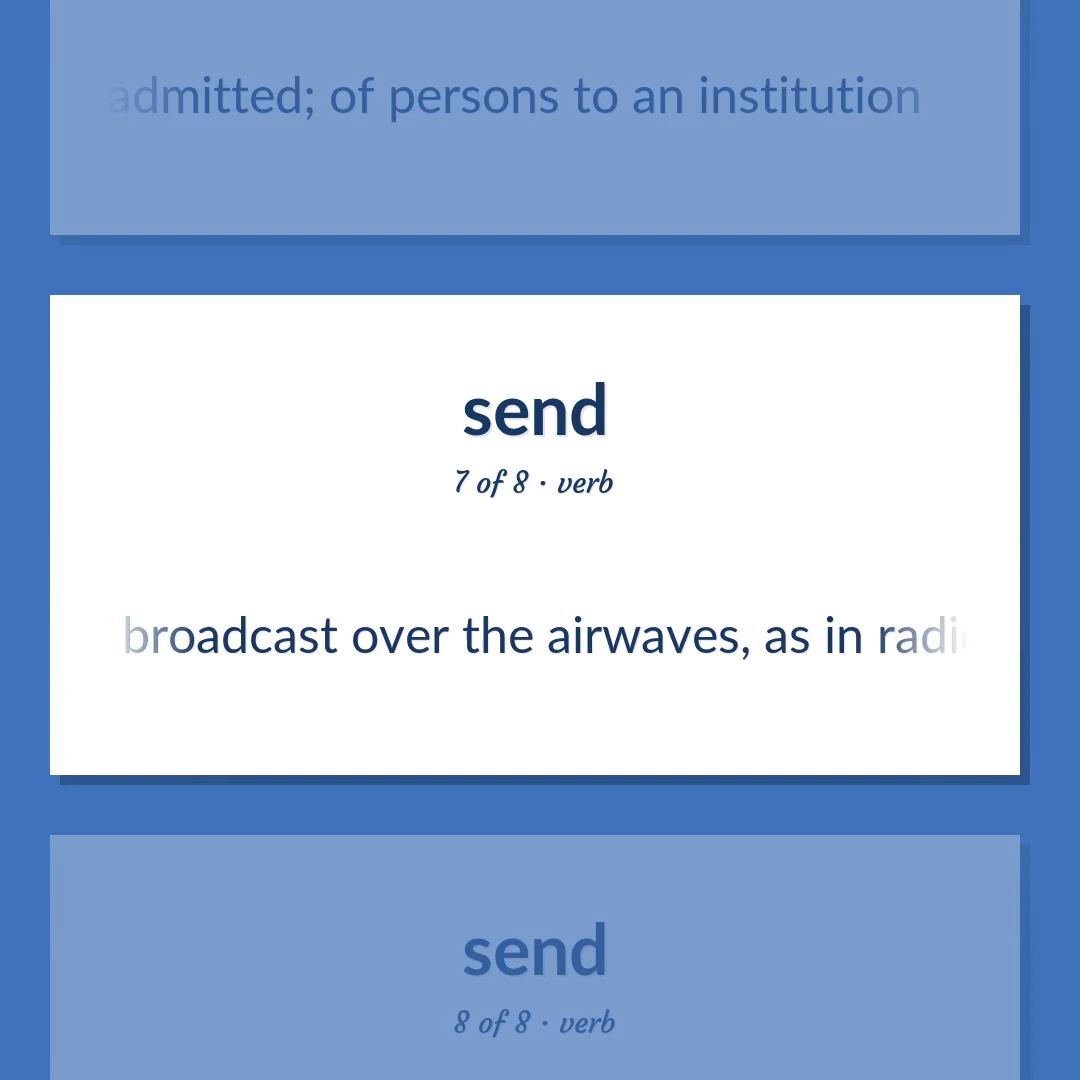 admitted; of persons to an institution
send
7 of 8 · verb
broadcast over the airwaves, as in radi
send
8 of 8 · verb